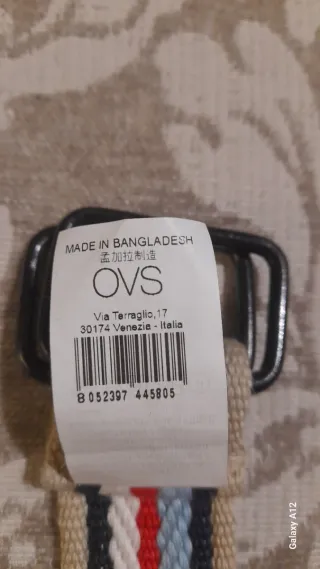 MADE IN BANGLADESH
孟加拉制造
OVS
Via Terraglio,17
30174 Venezia - Italia
8 052397 445805
Galaxy A12